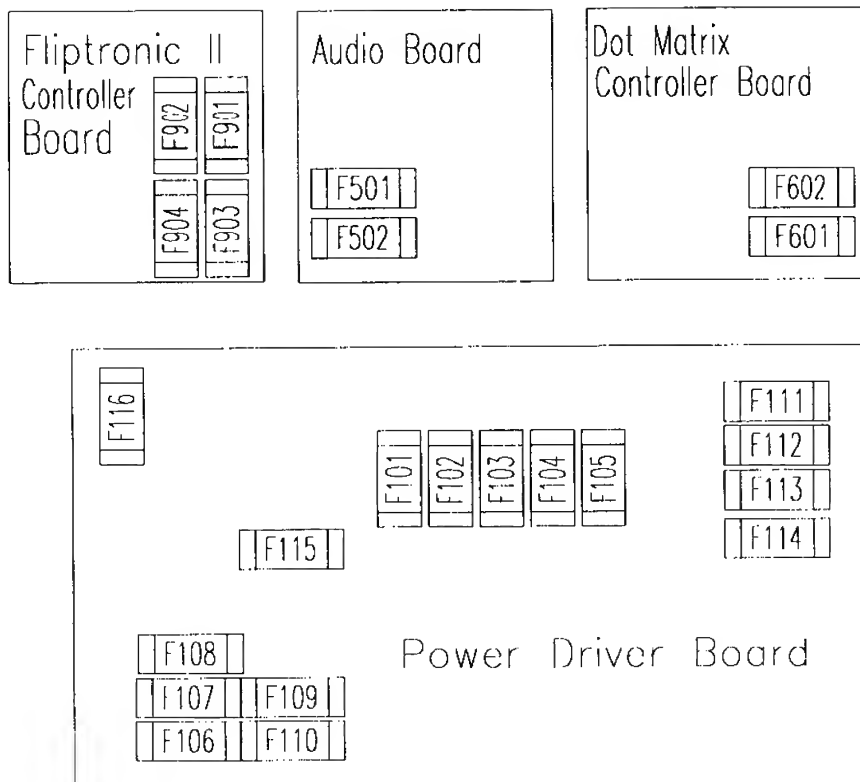 Fliptronic II
Controller
Board
F902 F901
F904 F903
Audio Board
F501
F502
Dot Matrix
Controller Board
F602
F601
F116
F101 F102 F103 F104 F105
F111
F112
F113
F114
F115
F108
F107 F109
F106 F110
Power Driver Board